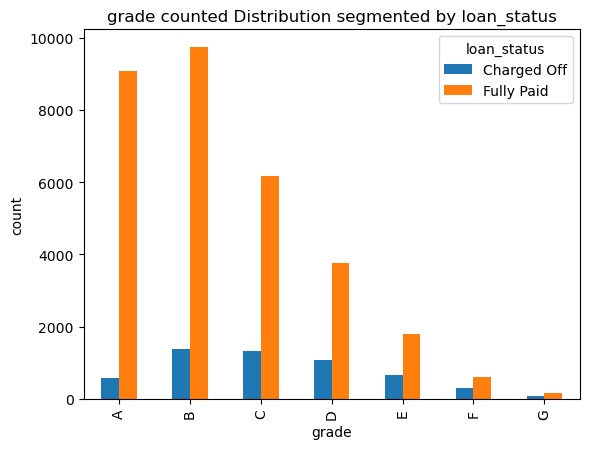 grade counted Distribution segmented by loan_status
10000
8000
6000
4000
2000
0
count
loan_status
Charged Off
Fully Paid
A B C D E F G
grade